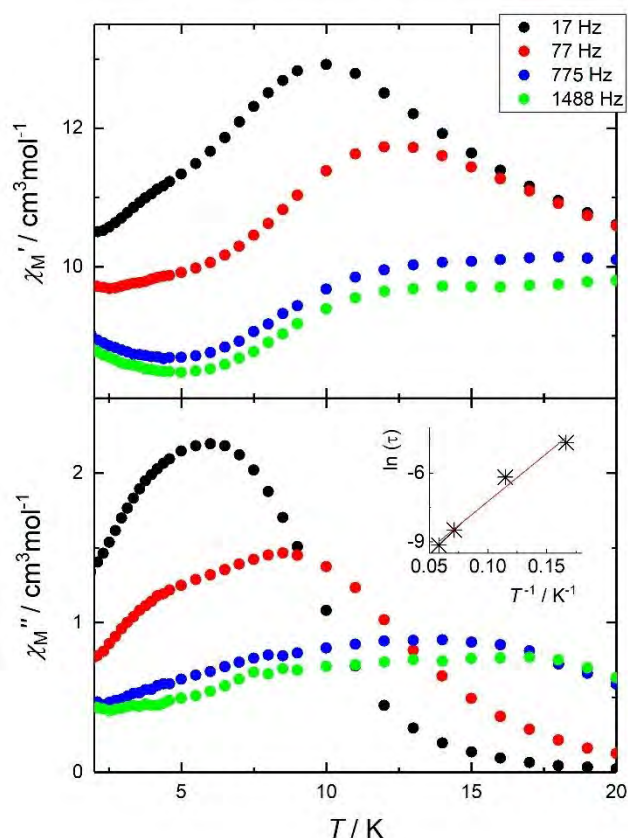 17 Hz
77 Hz
775 Hz
1488 Hz
12
10
χM' / cm³mol⁻¹
2
1
0
χM'' / cm³mol⁻¹
ln (τ)
-6
-9
0.05 0.10 0.15
T⁻¹ / K⁻¹
5 10 15 20
T / K